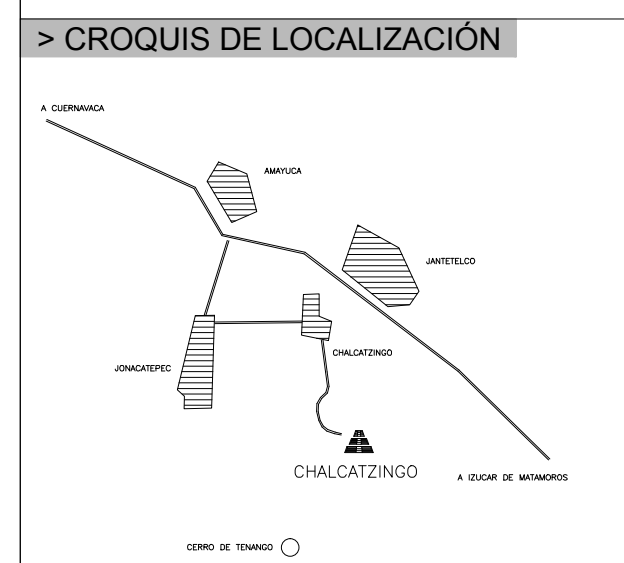 > CROQUIS DE LOCALIZACIÓN
A CUERNAVACA
AMAYUCA
JANTETELCO
CHALCATZINGO
JONACATEPEC
CHALCATZINGO
A IZUCAR DE MATAMOROS
CERRO DE TENANGO